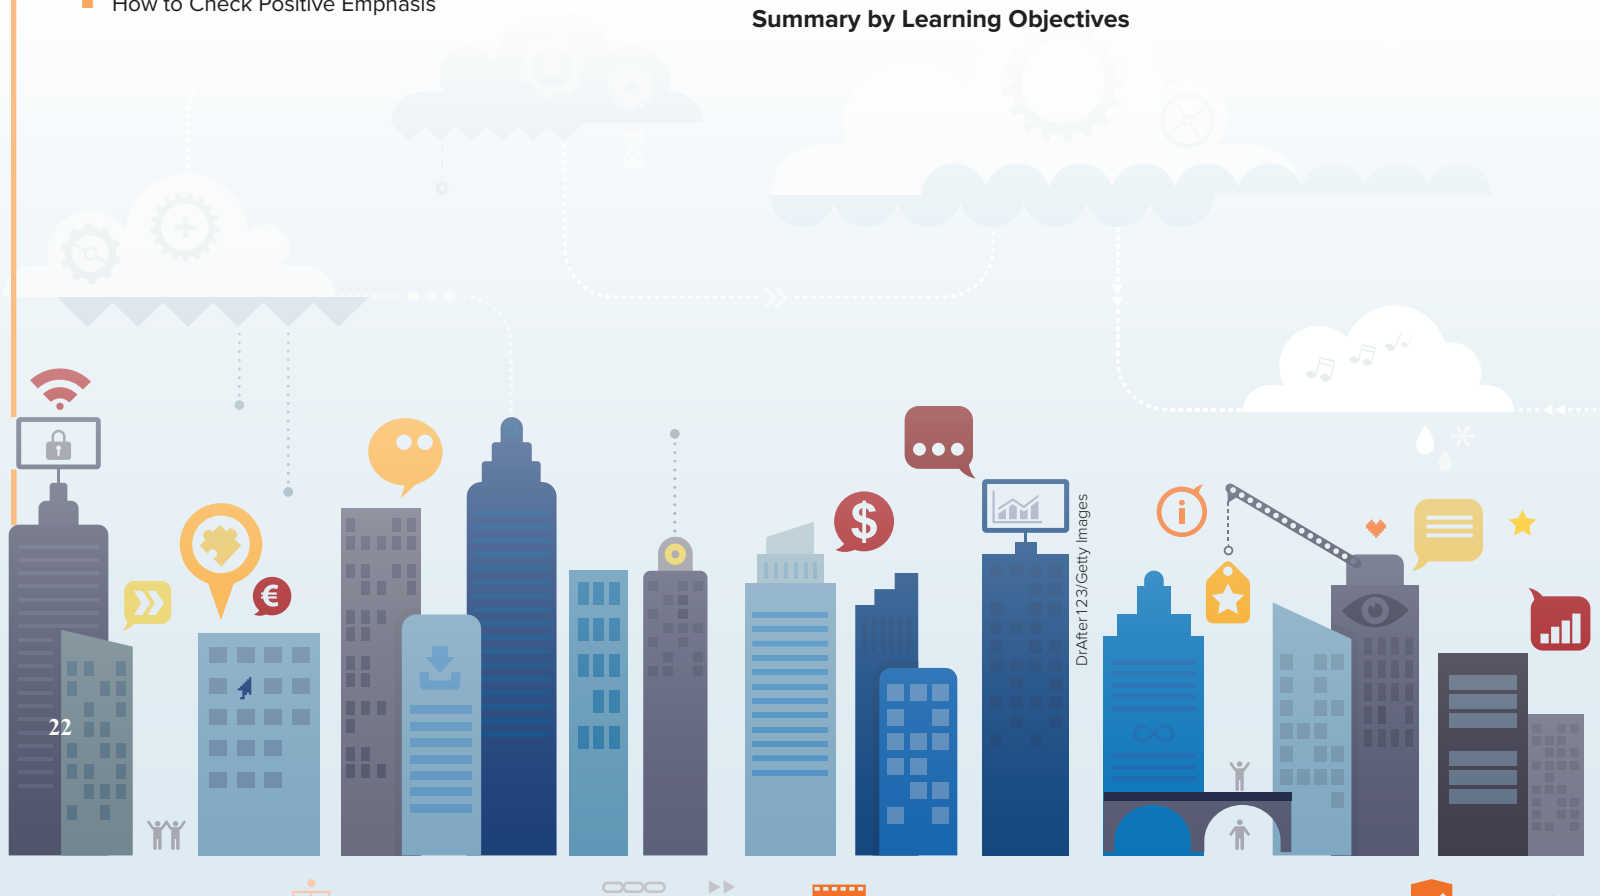 How to Check Positive Emphasis
Summary by Learning Objectives
DrAfter123/Getty Images
22